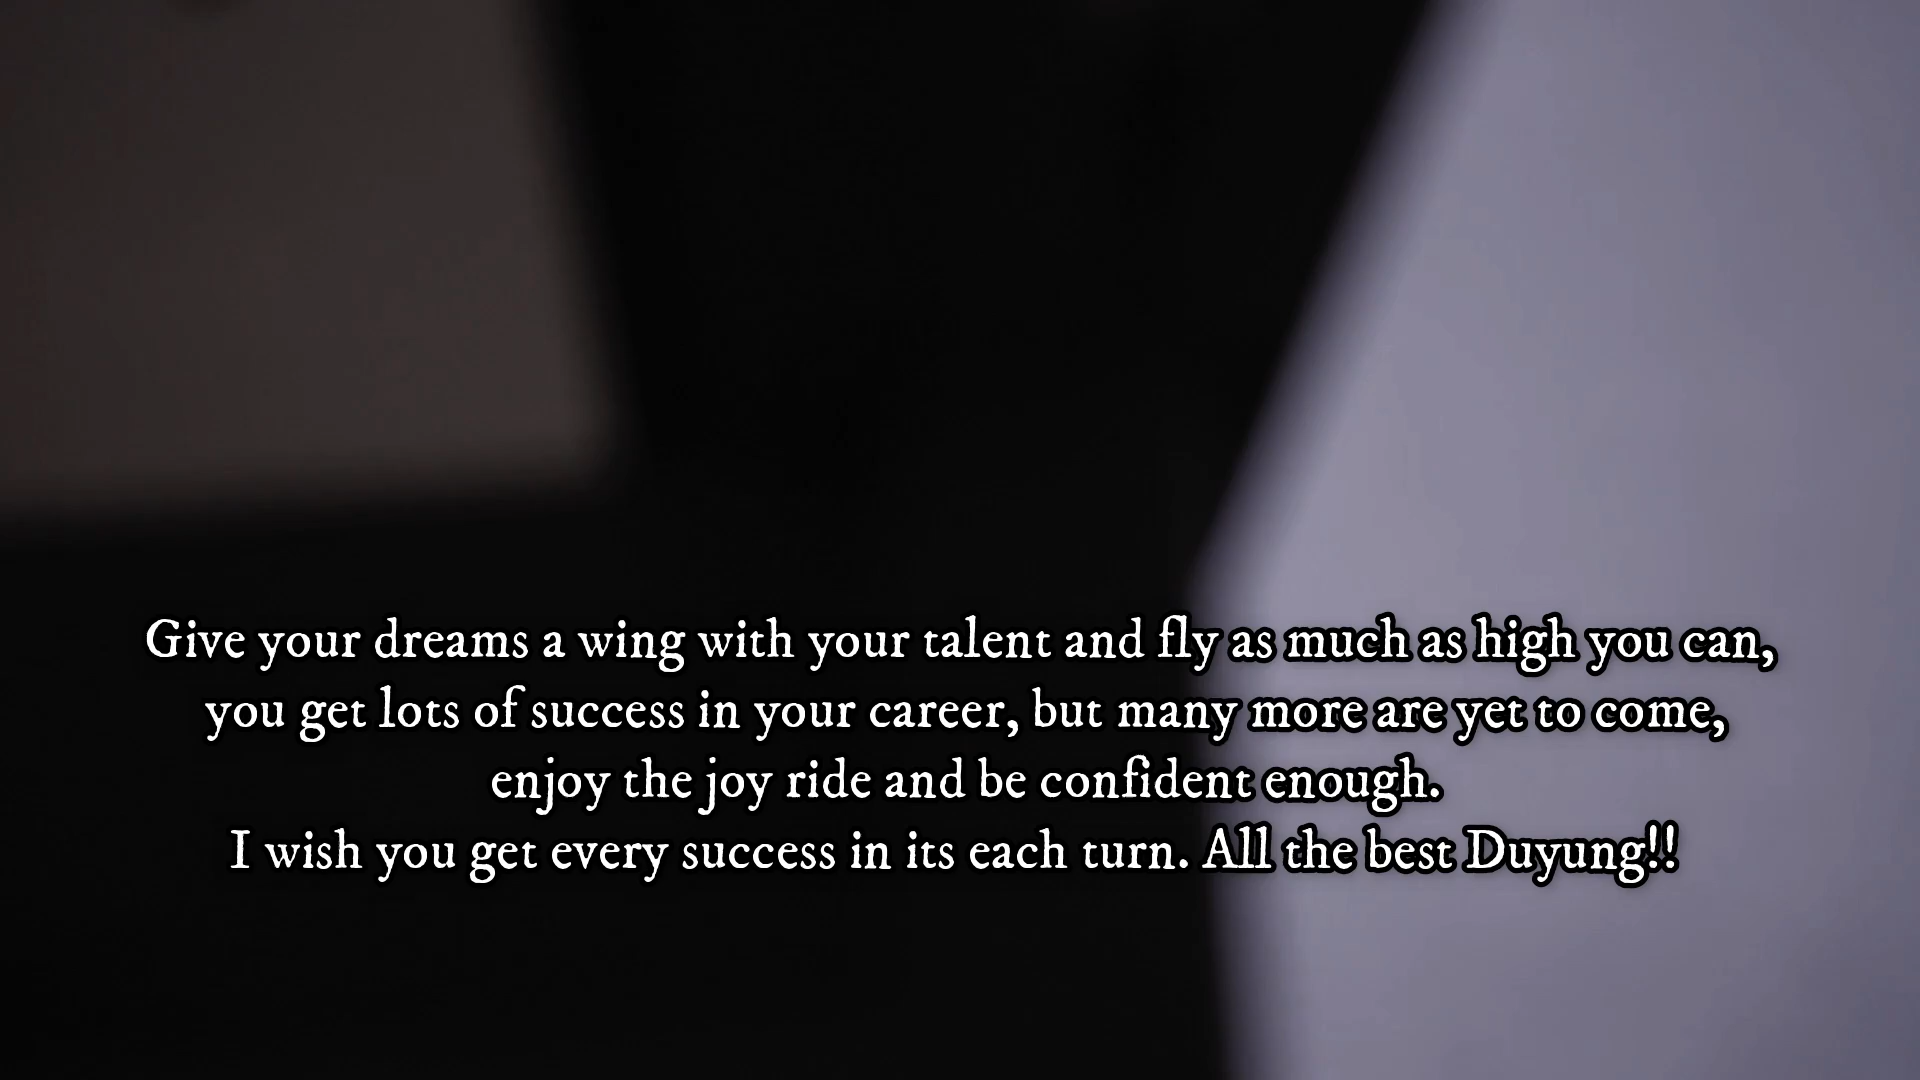 Give your dreams a wing with your talent and fly as much as high you can,
you get lots of success in your career, but many more are yet to come,
enjoy the joy ride and be confident enough.
I wish you get every success in its each turn. All the best Duyung!!